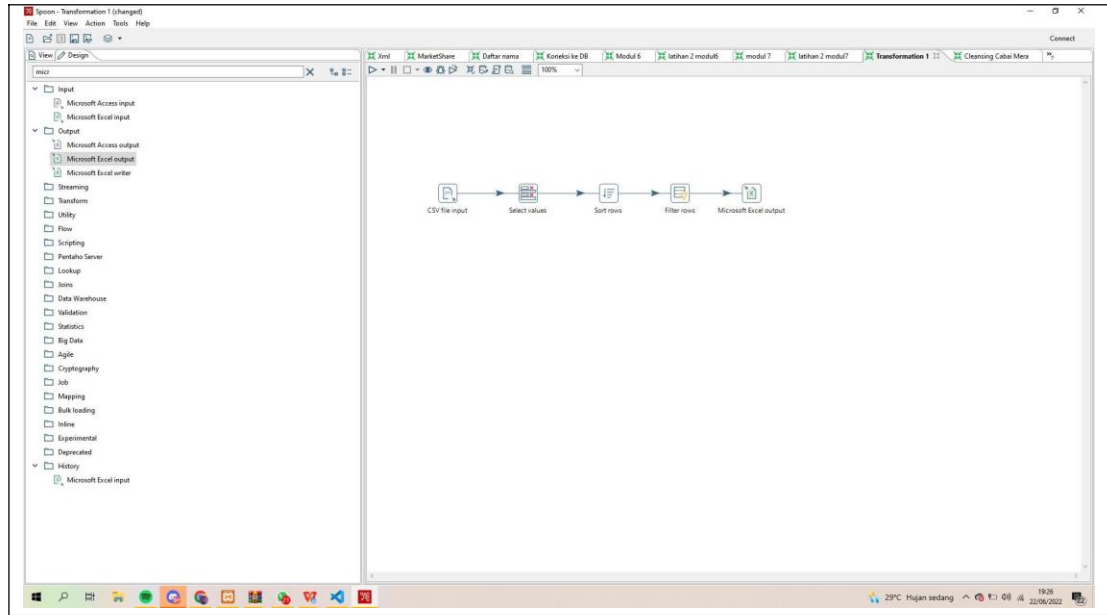 Spoon - Transformation 1 (changed)
File Edit View Action Tools Help
Connect
View Design
Xml MarketShare Daftar nama Koneksi ke DB Modul 6 latihan 2 modul6 modul 7 latihan 2 modul7 Transformation 1 Cleansing Cabai Mera
micr
100%
Input
Microsoft Access input
Microsoft Excel input
Output
Microsoft Access output
Microsoft Excel output
Microsoft Excel writer
Streaming
Transform
Utility
Flow
Scripting
Pentaho Server
Lookup
Joins
Data Warehouse
Validation
Statistics
Big Data
Agile
Cryptography
Job
Mapping
Bulk loading
Inline
Experimental
Deprecated
History
Microsoft Excel input
CSV file input Select values Sort rows Filter rows Microsoft Excel output
29°C Hujan sedang
19:26
22/06/2022